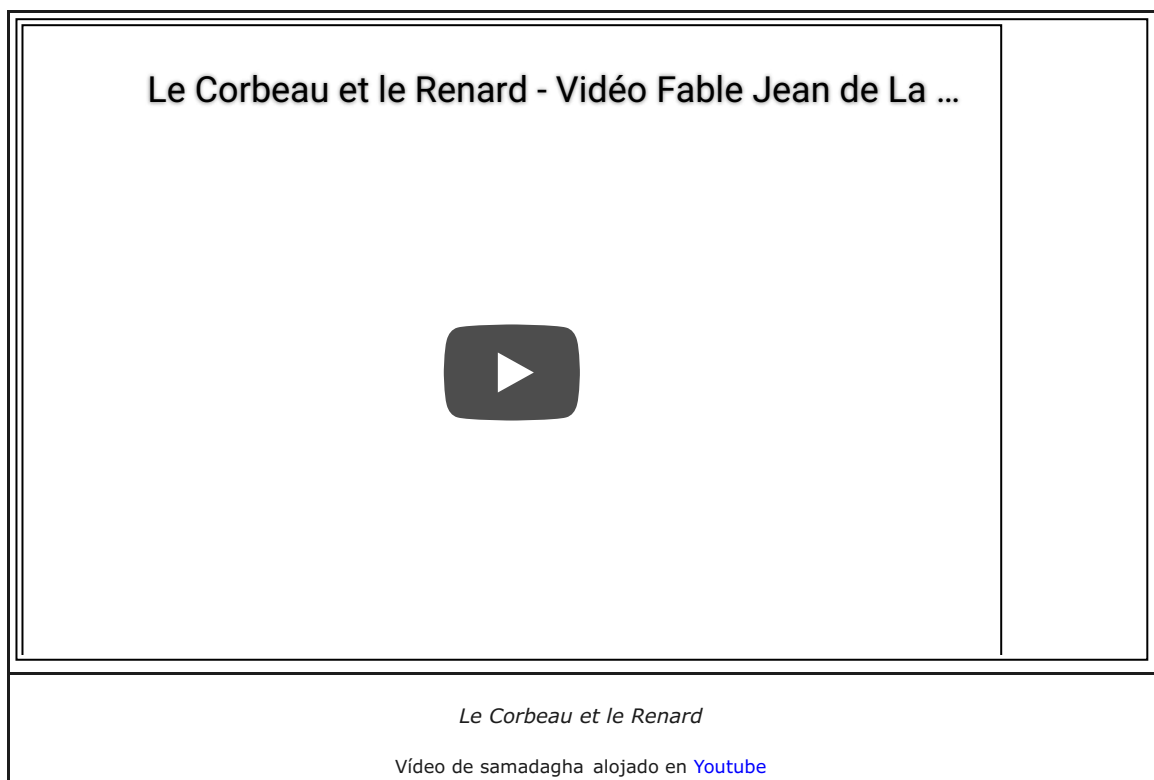 Le Corbeau et le Renard - Vidéo Fable Jean de La ...
Le Corbeau et le Renard
Vídeo de samadagha alojado en Youtube